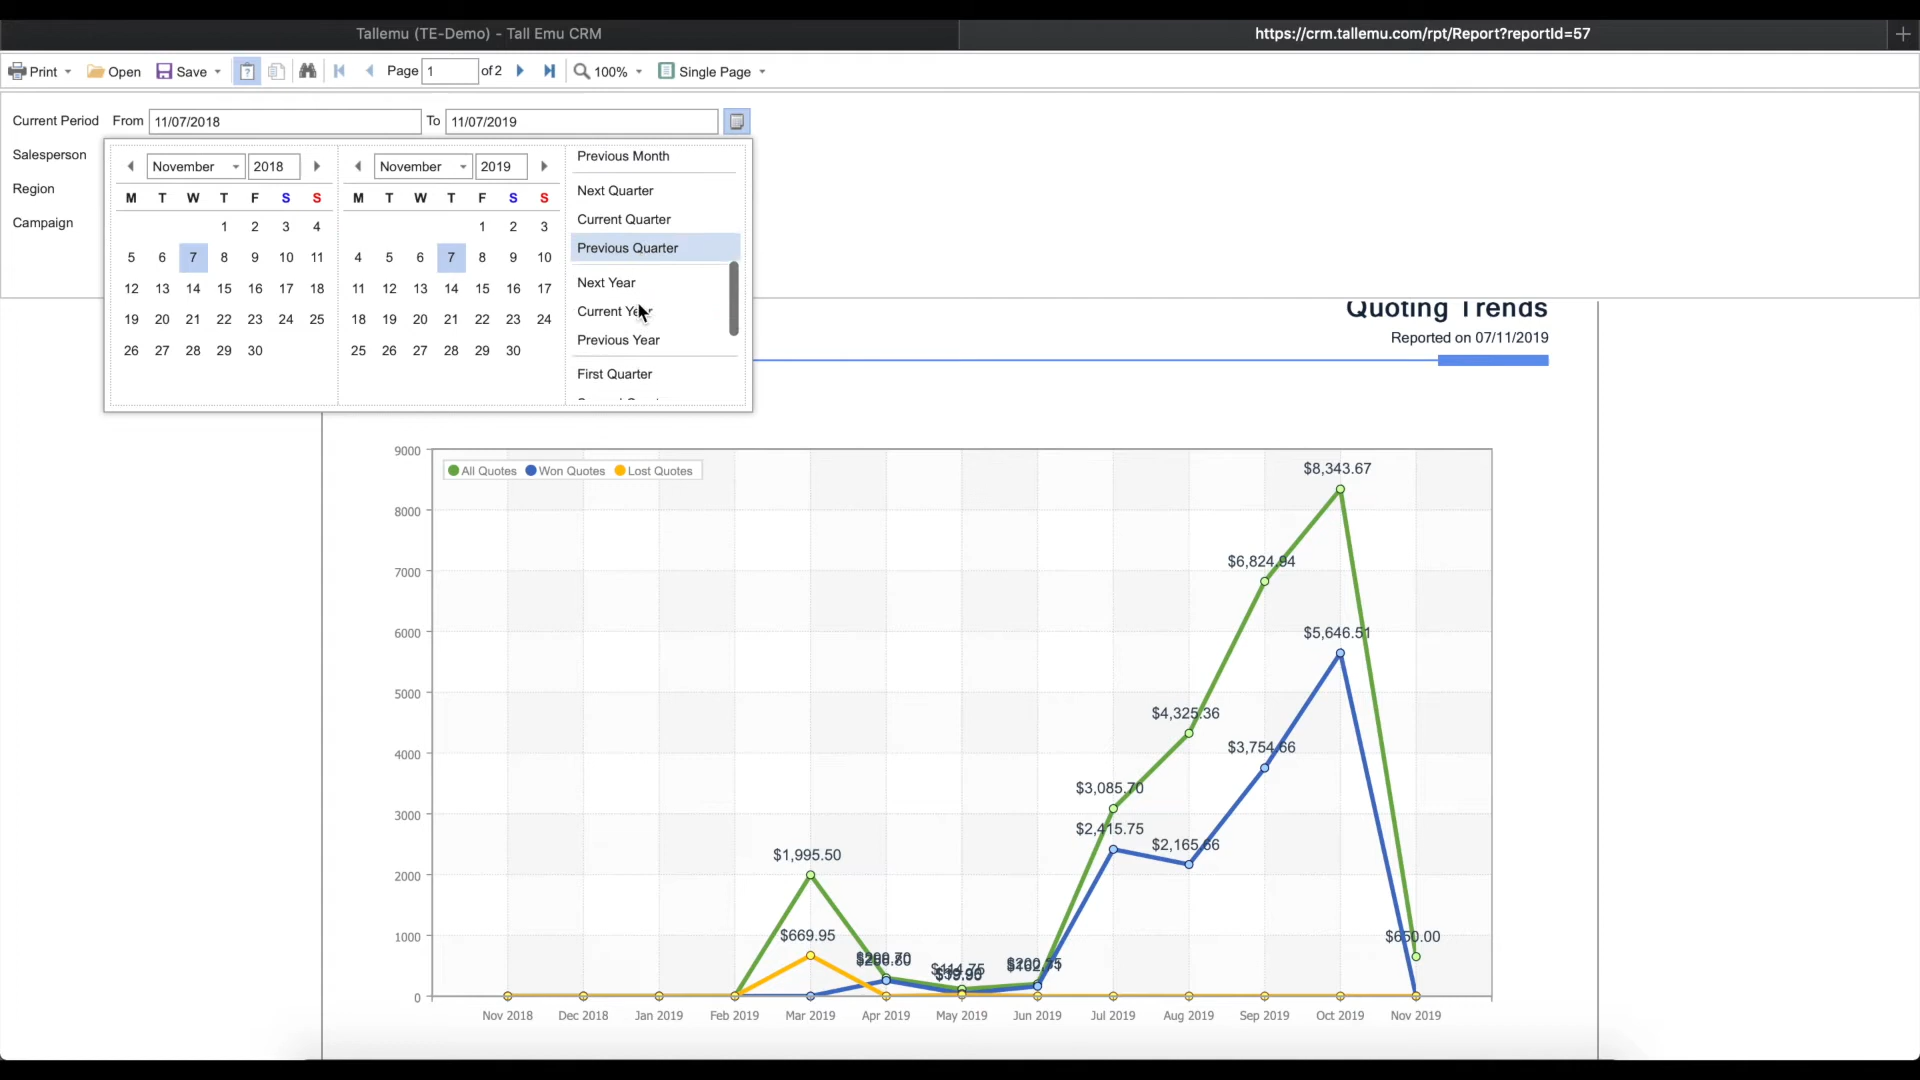 Tallemu (TE-Demo) - Tall Emu CRM
https://crm.tallemu.com/rpt/Report?reportId=57
Print Open Save Page 1 of 2 100% Single Page
Current Period From 11/07/2018 To 11/07/2019
Salesperson
Region
Campaign
November 2018
M T W T F S S
1 2 3 4
5 6 7 8 9 10 11
12 13 14 15 16 17 18
19 20 21 22 23 24 25
26 27 28 29 30
November 2019
M T W T F S S
1 2 3
4 5 6 7 8 9 10
11 12 13 14 15 16 17
18 19 20 21 22 23 24
25 26 27 28 29 30
Previous Month
Next Quarter
Current Quarter
Previous Quarter
Next Year
Current Year
Previous Year
First Quarter
Quoting Trends
Reported on 07/11/2019
All Quotes Won Quotes Lost Quotes
9000
8000
7000
6000
5000
4000
3000
2000
1000
0
$8,343.67
$6,824.94
$5,646.51
$4,325.36
$3,754.66
$3,085.70
$2,415.75
$2,165.66
$1,995.50
$669.95
$650.00
Nov 2018 Dec 2018 Jan 2019 Feb 2019 Mar 2019 Apr 2019 May 2019 Jun 2019 Jul 2019 Aug 2019 Sep 2019 Oct 2019 Nov 2019